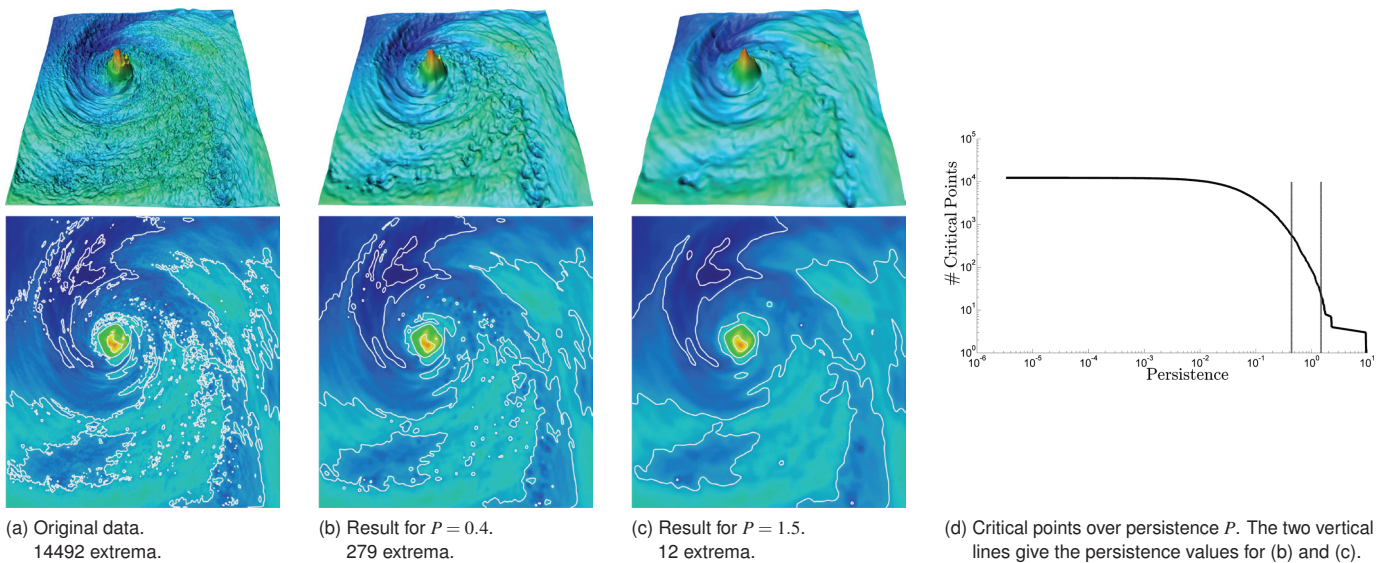 (a) Original data.
14492 extrema.
(b) Result for P = 0.4.
279 extrema.
(c) Result for P = 1.5.
12 extrema.
# Critical Points
10^5
10^4
10^3
10^2
10^1
10^0
10^-6 10^-5 10^-4 10^-3 10^-2 10^-1 10^0 10^1
Persistence
(d) Critical points over persistence P. The two vertical
lines give the persistence values for (b) and (c).